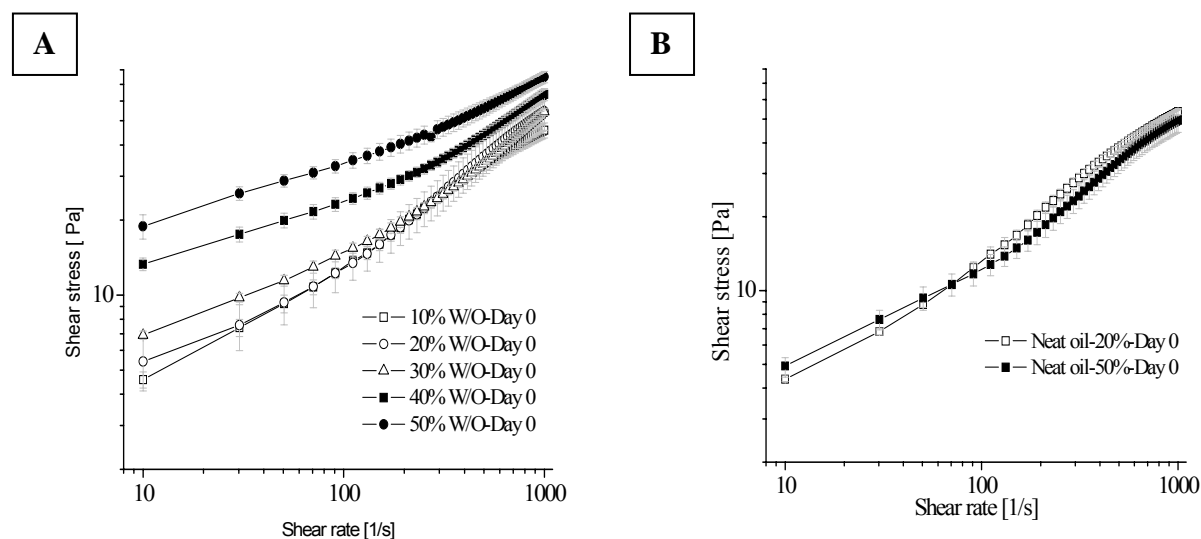 A
Shear stress [ Pa]
10
10% W/O-Day 0
20% W/O-Day 0
30% W/O-Day 0
40% W/O-Day 0
50% W/O-Day 0
10
100
1000
Shear rate [1/s]
B
Shear stress [Pa]
10
Neat oil-20%-Day 0
Neat oil-50%-Day 0
10
100
1000
Shear rate [1/s]